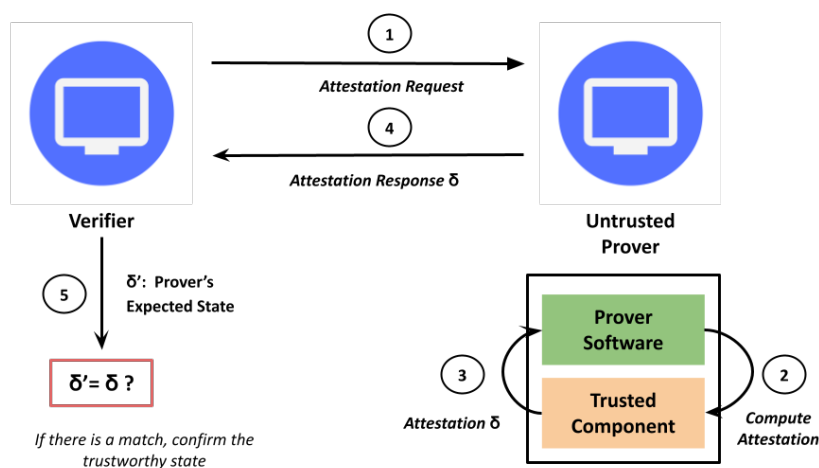 1
Attestation Request
4
Attestation Response δ
Verifier
Untrusted
Prover
5
δ’: Prover’s
Expected State
δ’= δ ?
If there is a match, confirm the
trustworthy state
Prover
Software
3
Attestation δ
2
Compute
Attestation
Trusted
Component